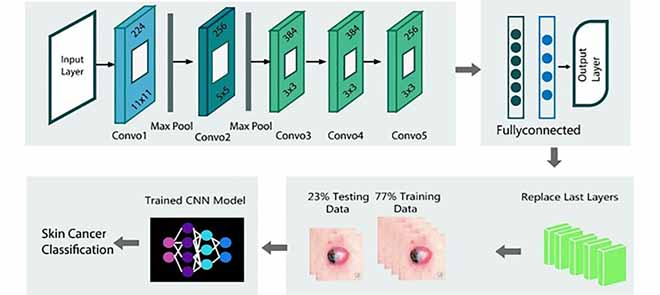 Input
Layer
224
11x11
Convo1
Max Pool
256
5x5
Convo2
Max Pool
384
3x3
Convo3
384
3x3
Convo4
256
3x3
Convo5
Output
Layer
Fullyconnected
Replace Last Layers
77% Training
Data
23% Testing
Data
Trained CNN Model
Skin Cancer
Classification